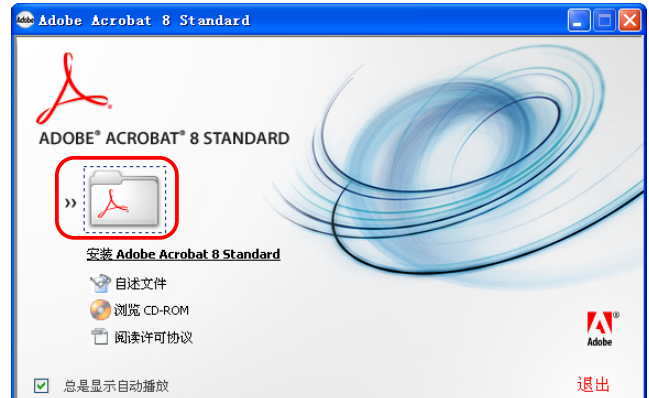 Adobe Adobe Acrobat 8 Standard
ADOBE® ACROBAT® 8 STANDARD
››
安装 Adobe Acrobat 8 Standard
自述文件
浏览 CD-ROM
阅读许可协议
®
Adobe
总是显示自动播放
退出